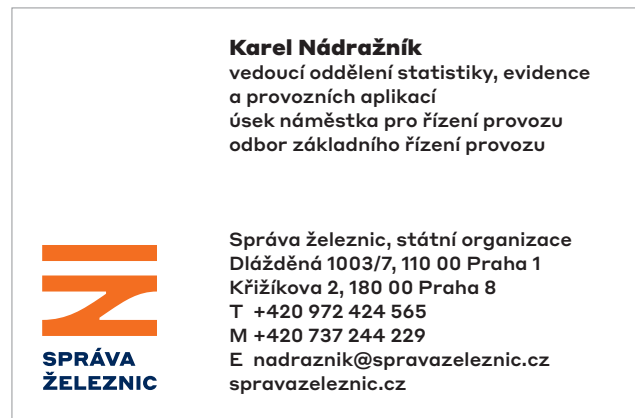 Karel Nádražník
vedoucí oddělení statistiky, evidence
a provozních aplikací
úsek náměstka pro řízení provozu
odbor základního řízení provozu
Správa železnic, státní organizace
Dlážděná 1003/7, 110 00 Praha 1
Křižíkova 2, 180 00 Praha 8
T +420 972 424 565
M +420 737 244 229
E nadraznik@spravazeleznic.cz
spravazeleznic.cz
SPRÁVA
ŽELEZNIC